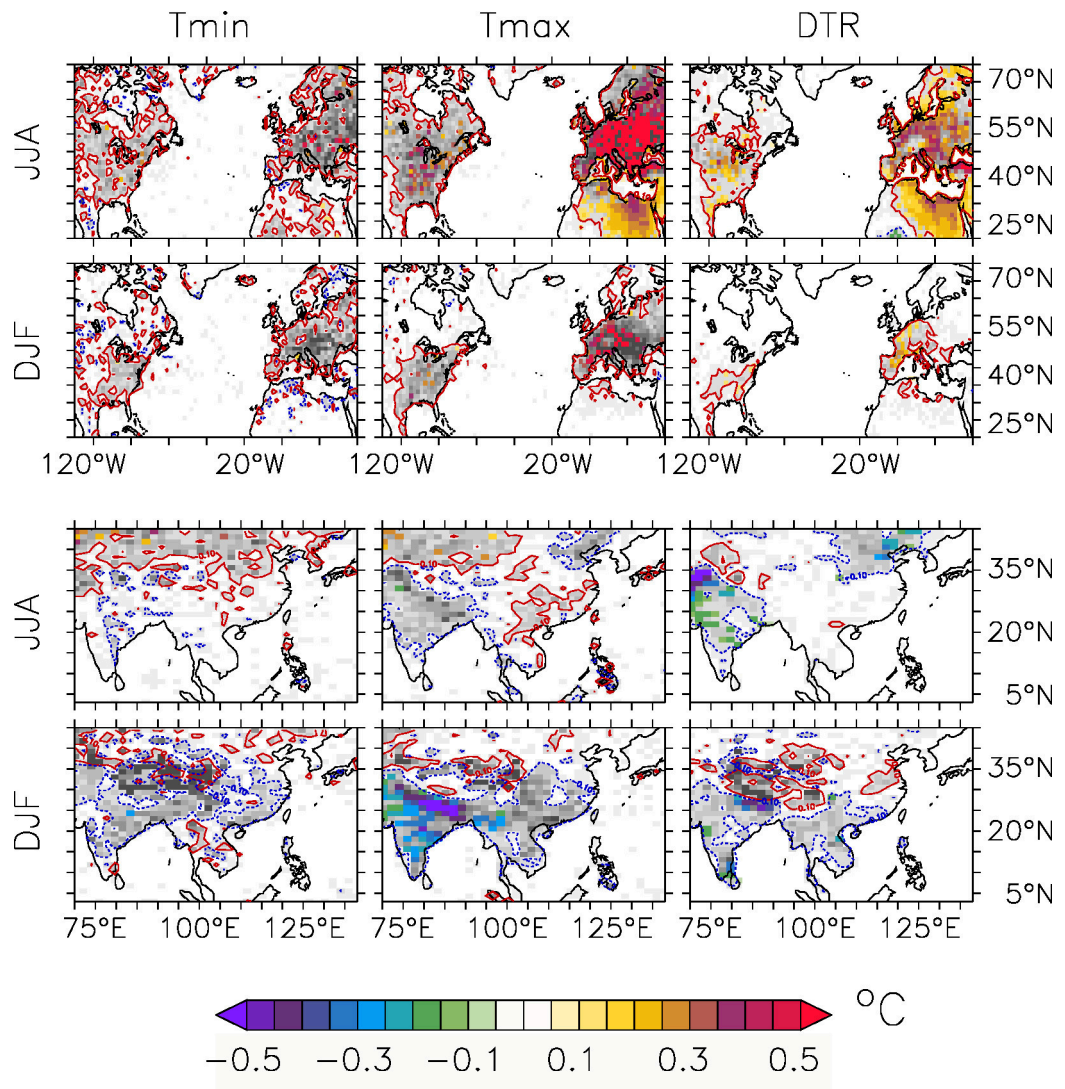 Tmin Tmax DTR
JJA 70°N
55°N
40°N
25°N
DJF 70°N
55°N
40°N
25°N
120°W 20°W 120°W 20°W 120°W 20°W
JJA 35°N
20°N
5°N
DJF 35°N
20°N
5°N
75°E 100°E 125°E 75°E 100°E 125°E 75°E 100°E 125°E
°C
−0.5 −0.3 −0.1 0.1 0.3 0.5